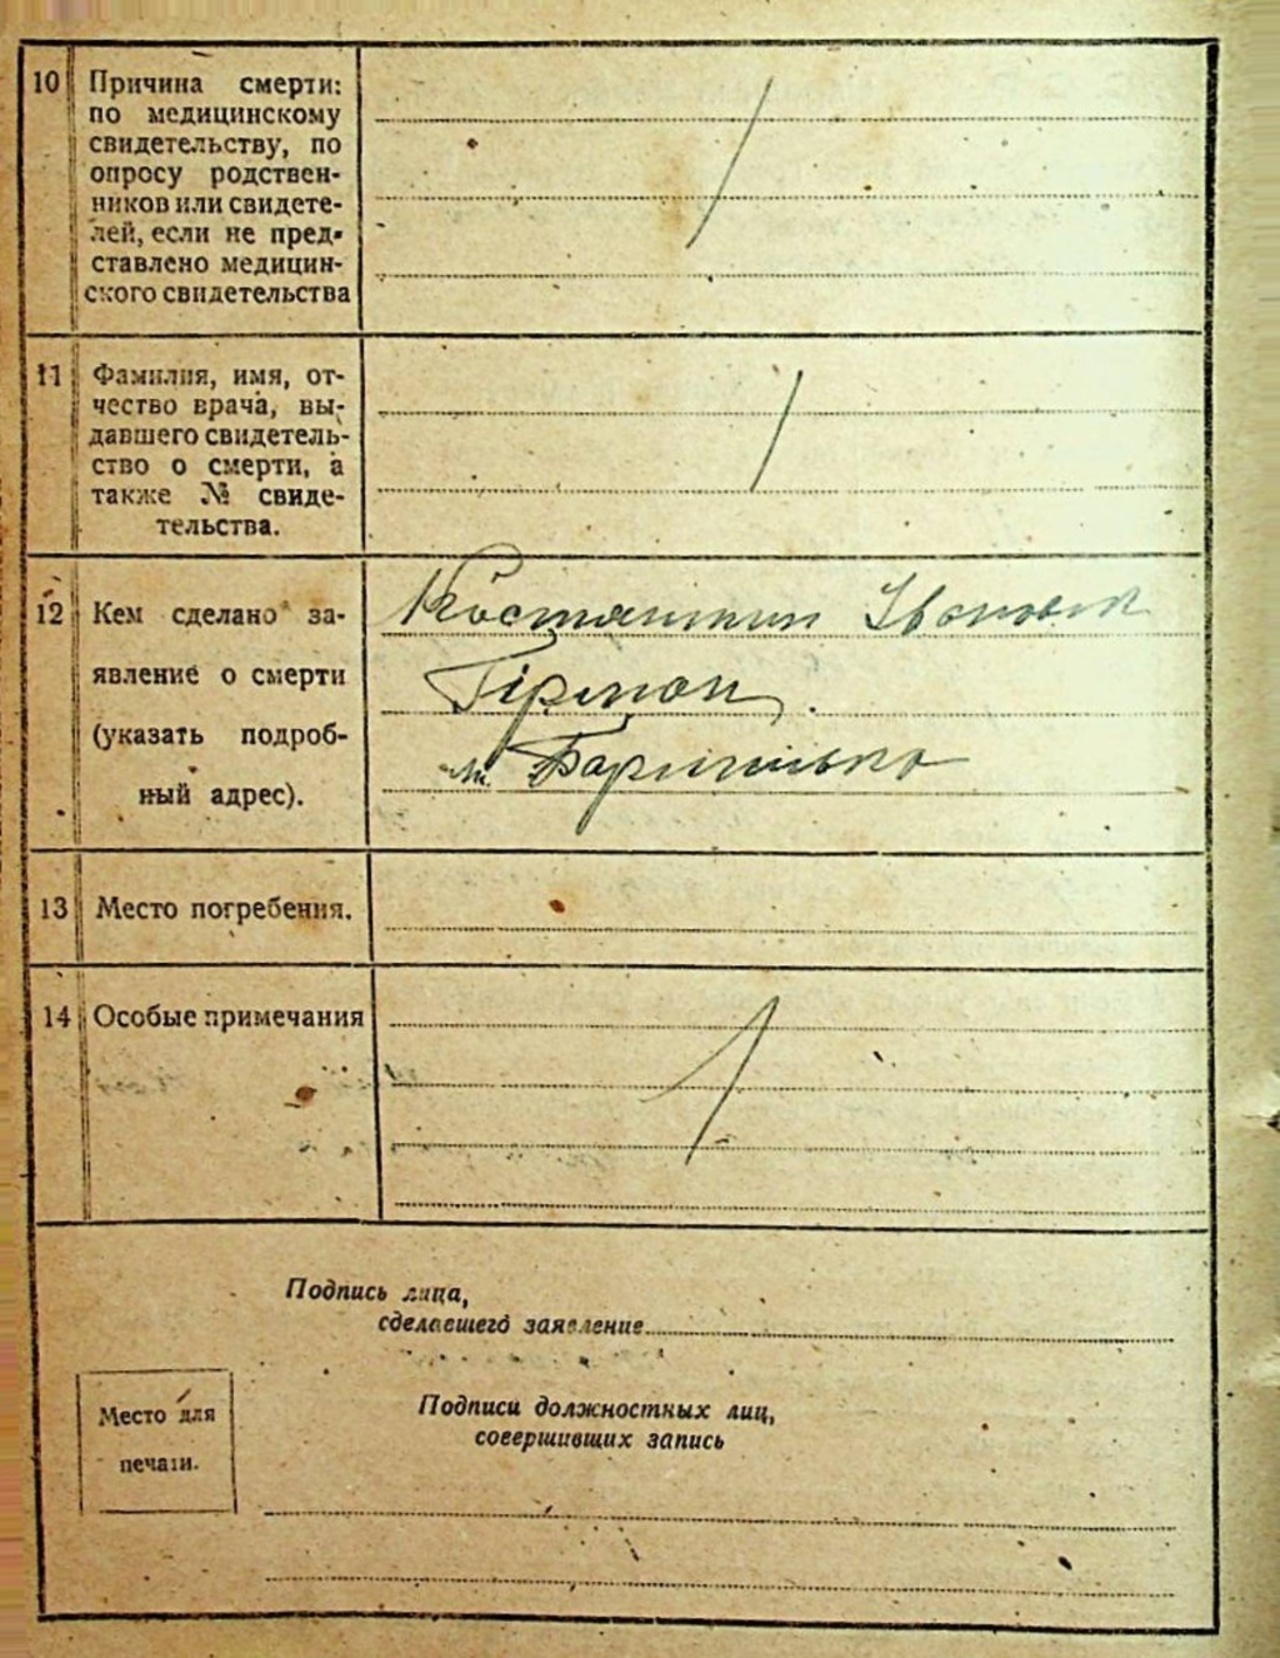 10 Причина смерти:
по медицинскому
свидетельству, по
опросу родствен-
ников или свидете-
лей, если не пред-
ставлено медицин-
ского свидетельства
11 Фамилия, имя, от-
чество врача, вы-
давшего свидетель-
ство о смерти, а
также № свиде-
тельства.
12 Кем сделано за-
явление о смерти
(указать подроб-
ный адрес).
Костянтин Іванович
м.
13 Место погребения.
14 Особые примечания
Подпись лица,
сделавшего заявление
Место для
печати.
Подписи должностных лиц,
совершивших запись